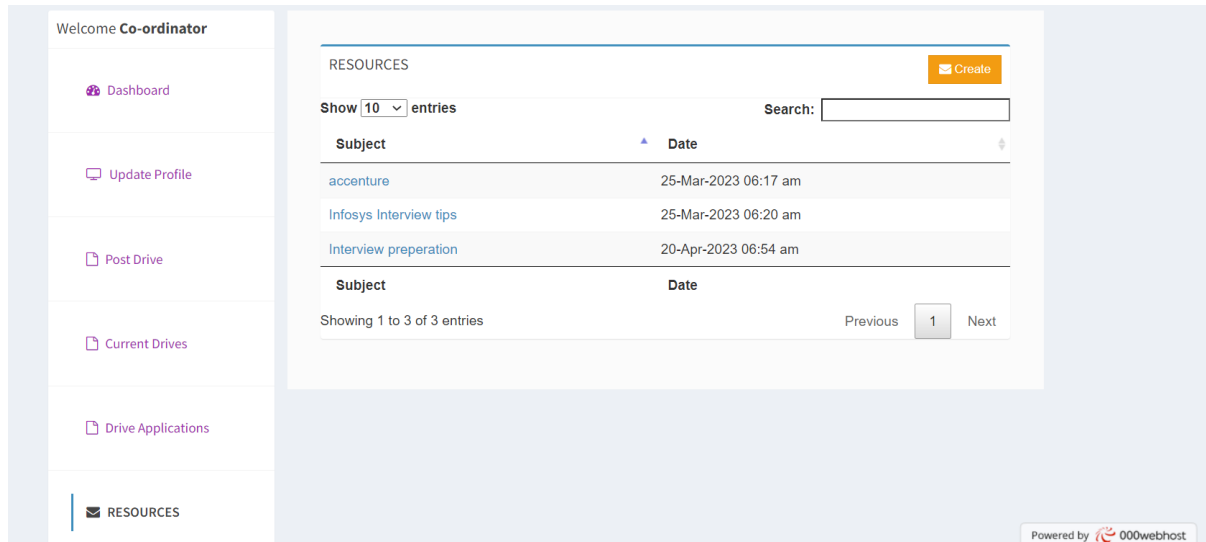 Welcome Co-ordinator
Dashboard
Update Profile
Post Drive
Current Drives
Drive Applications
RESOURCES
RESOURCES
Create
Show 10 entries
Search:
Subject Date
accenture 25-Mar-2023 06:17 am
Infosys Interview tips 25-Mar-2023 06:20 am
Interview preperation 20-Apr-2023 06:54 am
Subject Date
Showing 1 to 3 of 3 entries
Previous 1 Next
Powered by 000webhost